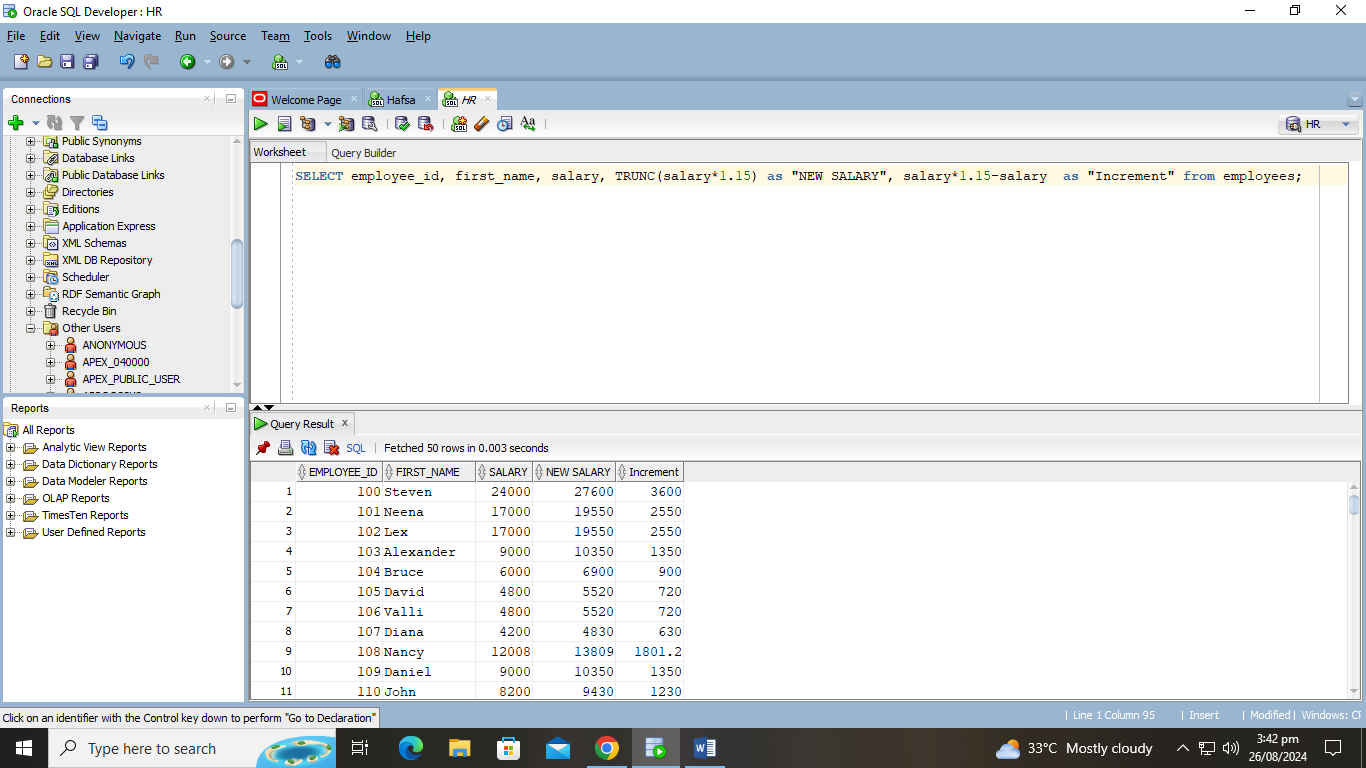 Oracle SQL Developer : HR
File Edit View Navigate Run Source Team Tools Window Help
Connections
Public Synonyms
Database Links
Public Database Links
Directories
Editions
Application Express
XML Schemas
XML DB Repository
Scheduler
RDF Semantic Graph
Recycle Bin
Other Users
ANONYMOUS
APEX_040000
APEX_PUBLIC_USER
Reports
All Reports
Analytic View Reports
Data Dictionary Reports
Data Modeler Reports
OLAP Reports
TimesTen Reports
User Defined Reports
Welcome Page Hafsa HR
HR
Worksheet Query Builder
SELECT employee_id, first_name, salary, TRUNC(salary*1.15) as "NEW SALARY", salary*1.15-salary  as "Increment" from employees;
Query Result
SQL | Fetched 50 rows in 0.003 seconds
EMPLOYEE_ID FIRST_NAME SALARY NEW SALARY Increment
1 100 Steven 24000 27600 3600
2 101 Neena 17000 19550 2550
3 102 Lex 17000 19550 2550
4 103 Alexander 9000 10350 1350
5 104 Bruce 6000 6900 900
6 105 David 4800 5520 720
7 106 Valli 4800 5520 720
8 107 Diana 4200 4830 630
9 108 Nancy 12008 13809 1801.2
10 109 Daniel 9000 10350 1350
11 110 John 8200 9430 1230
Click on an identifier with the Control key down to perform "Go to Declaration"
Line 1 Column 95 | Insert | Modified | Windows:
Type here to search
33°C Mostly cloudy
3:42 pm
26/08/2024